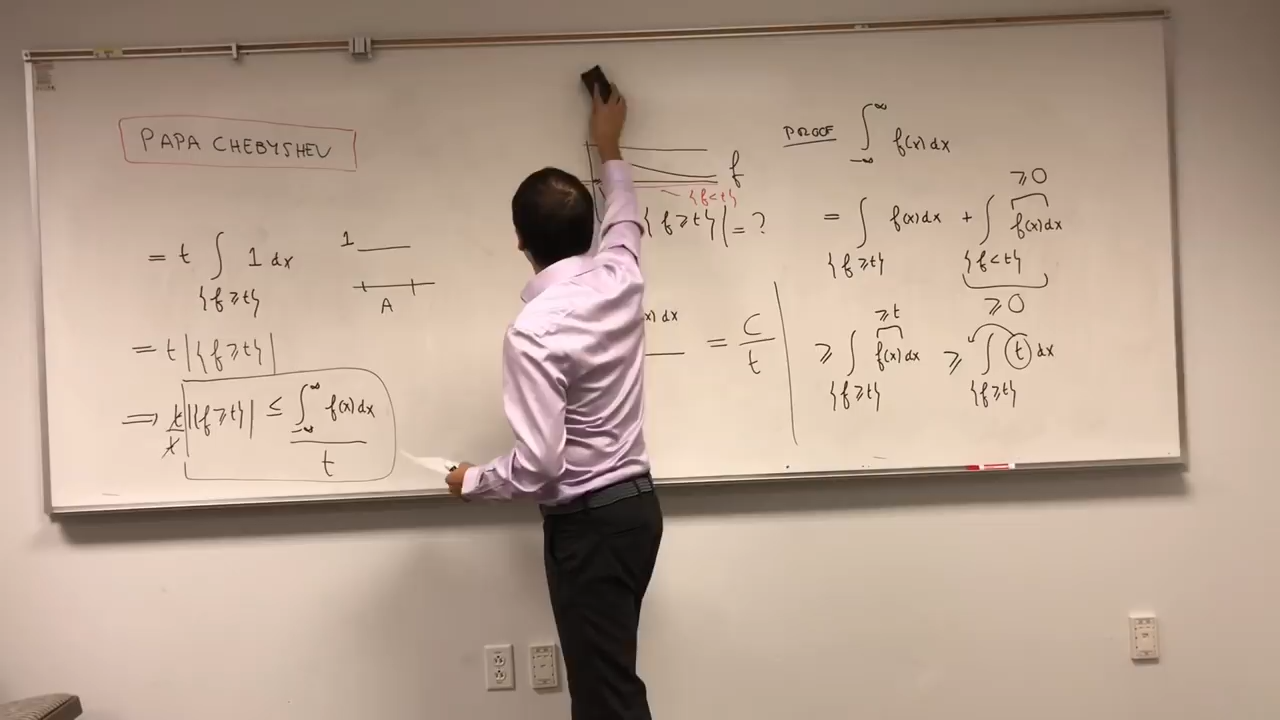 PAPA CHEBYSHEV
= t ∫_{f ≥ t} 1 dx
1
A
= t |{f ≥ t}|
⟹ t |{f ≥ t}| ≤ ∫_{-∞}^{∞} f(x) dx / t
t
f
{f < t}
{f ≥ t}| = ?
(x) dx = C / t
PROOF ∫_{-∞}^{∞} f(x) dx
≥ 0
= ∫_{f ≥ t} f(x) dx + ∫_{f < t} f(x) dx
≥ 0
≥ t
≥ ∫_{f ≥ t} f(x) dx ≥ ∫_{f ≥ t} t dx